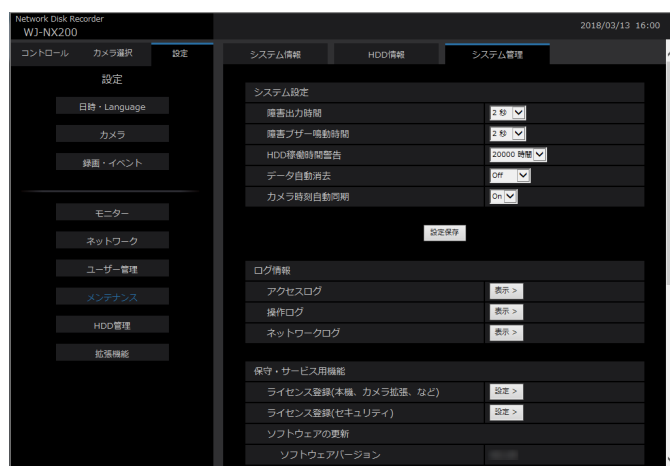 Network Disk Recorder
WJ-NX200
2018/03/13 16:00
コントロール カメラ選択 設定
システム情報 HDD情報 システム管理
設定
日時・Language
カメラ
録画・イベント
モニター
ネットワーク
ユーザー管理
メンテナンス
HDD管理
拡張機能
システム設定
障害出力時間 2 秒
障害ブザー鳴動時間 2 秒
HDD稼働時間警告 20000 時間
データ自動消去 Off
カメラ時刻自動同期 On
設定保存
ログ情報
アクセスログ 表示 >
操作ログ 表示 >
ネットワークログ 表示 >
保守・サービス用機能
ライセンス登録(本機、カメラ拡張、など) 設定 >
ライセンス登録(セキュリティ) 設定 >
ソフトウェアの更新
ソフトウェアバージョン